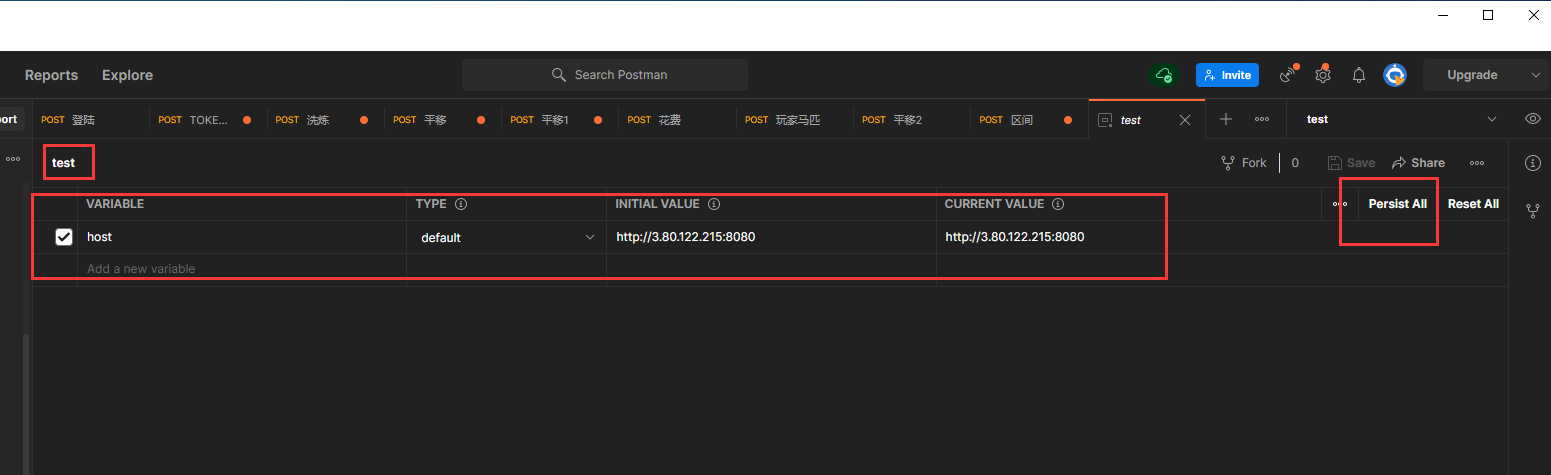 Reports Explore Search Postman Invite Upgrade
ort POST 登陆 POST TOKE... POST 洗炼 POST 平移 POST 平移1 POST 花费 POST 玩家马匹 POST 平移2 POST 区间 test test
test Fork 0 Save Share
VARIABLE TYPE INITIAL VALUE CURRENT VALUE Persist All Reset All
host default http://3.80.122.215:8080 http://3.80.122.215:8080
Add a new variable